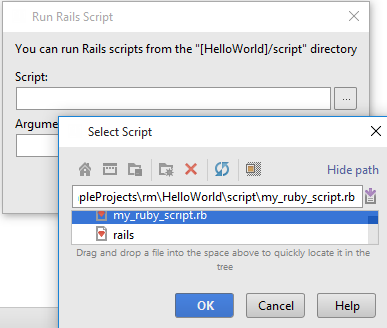 Run Rails Script
You can run Rails scripts from the "[HelloWorld]/script" directory
Script:
...
Argume
Select Script
Hide path
pleProjects\rm\HelloWorld\script\my_ruby_script.rb
my_ruby_script.rb
rails
Drag and drop a file into the space above to quickly locate it in the
tree
OK
Cancel
Help